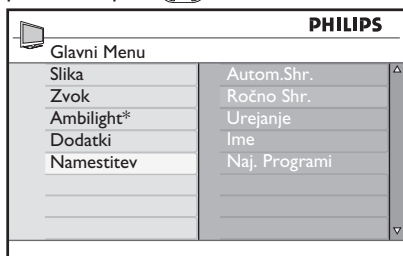 PHILIPS
Glavni Menu
Slika
Zvok
Ambilight*
Dodatki
Namestitev
Autom.Shr.
Ročno Shr.
Urejanje
Ime
Naj. Programi